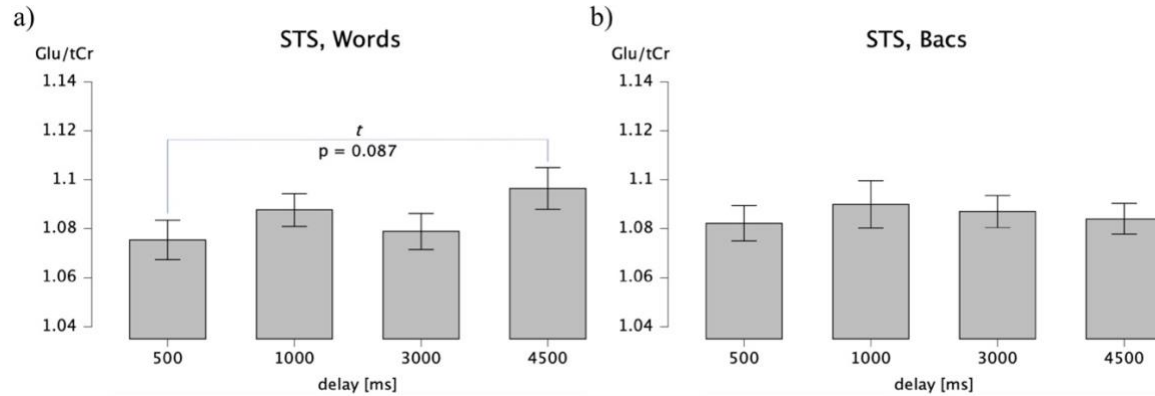 a)
STS, Words
Glu/tCr
1.14
1.12
1.1
1.08
1.06
1.04
t
p = 0.087
500 1000 3000 4500
delay [ms]
b)
STS, Bacs
Glu/tCr
1.14
1.12
1.1
1.08
1.06
1.04
500 1000 3000 4500
delay [ms]